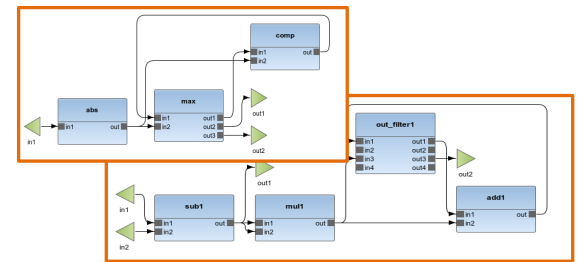 comp
in1 out
in2
abs
in1 out
max
in1 out1
in2 out2
out3
in1
out1
out2
out_filter1
in1 out1
in2 out2
in3 out3
in4 out4
out2
out1
in1
in2
sub1
in1 out
in2
mul1
in1 out
in2
add1
in1 out
in2